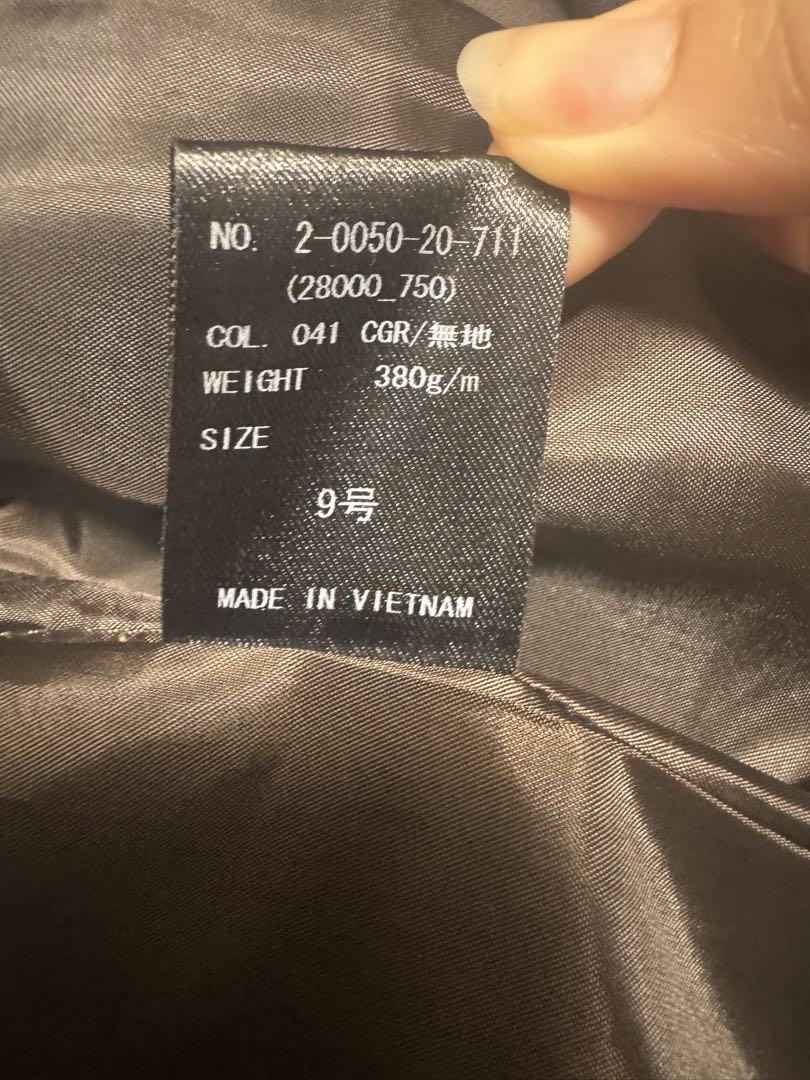 NO. 2-0050-20-711
(28000_750)
COL. 041 CGR/無地
WEIGHT 380g/m
SIZE
9号
MADE IN VIETNAM